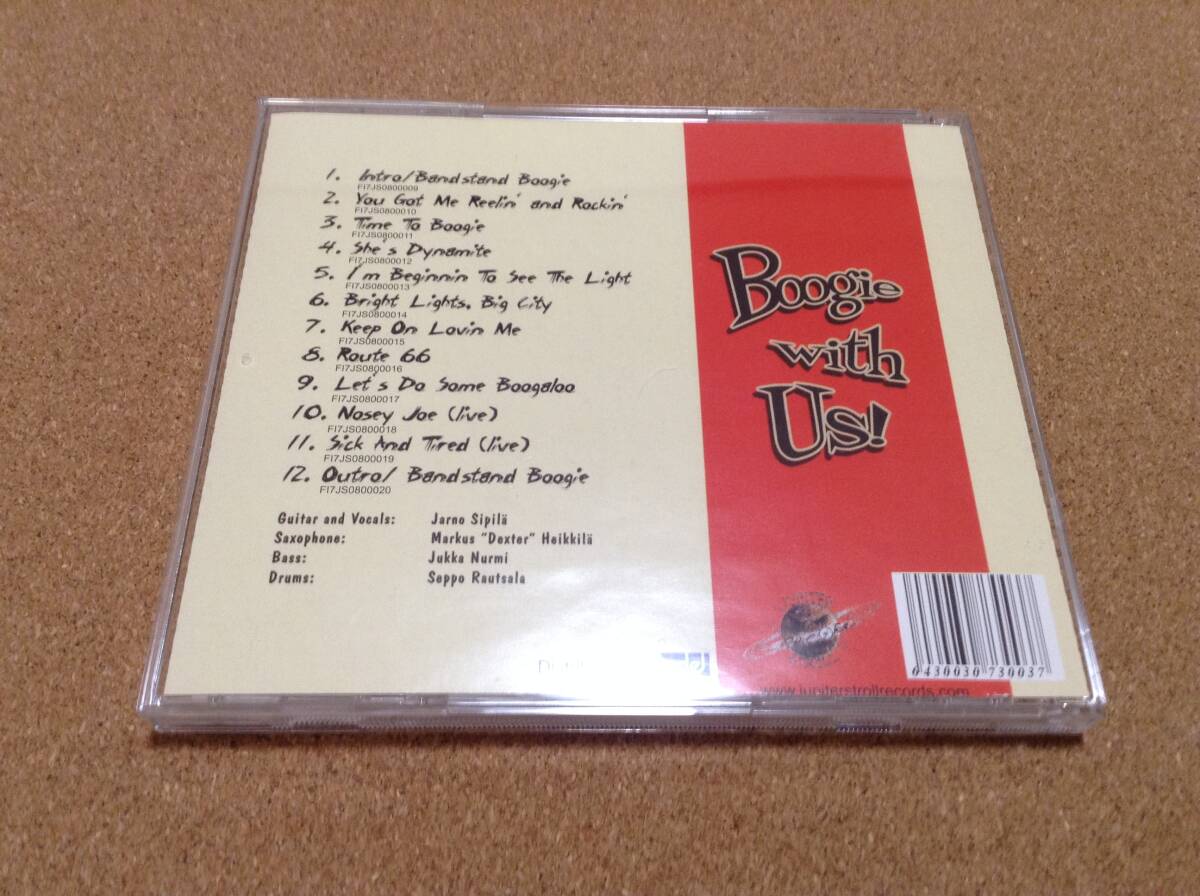 1. Intro/Bandstand Boogie
FI7JS0800009
2. You Got Me Reelin' and Rockin'
FI7JS0800010
3. Time To Boogie
FI7JS0800011
4. She's Dynamite
FI7JS0800012
5. I'm Beginnin To See The Light
FI7JS0800013
6. Bright Lights, Big City
FI7JS0800014
7. Keep On Lovin Me
FI7JS0800015
8. Route 66
FI7JS0800016
9. Let's Do Some Boogaloo
FI7JS0800017
10. Nosey Joe (live)
FI7JS0800018
11. Sick And Tired (live)
FI7JS0800019
12. Outro/ Bandstand Boogie
FI7JS0800020
Guitar and Vocals: Jarno Sipilä
Saxophone: Markus "Dexter" Heikkilä
Bass: Jukka Nurmi
Drums: Seppo Rautsala
Boogie
with
Us!
0430030 730037
www.jupiterstrollrecords.com